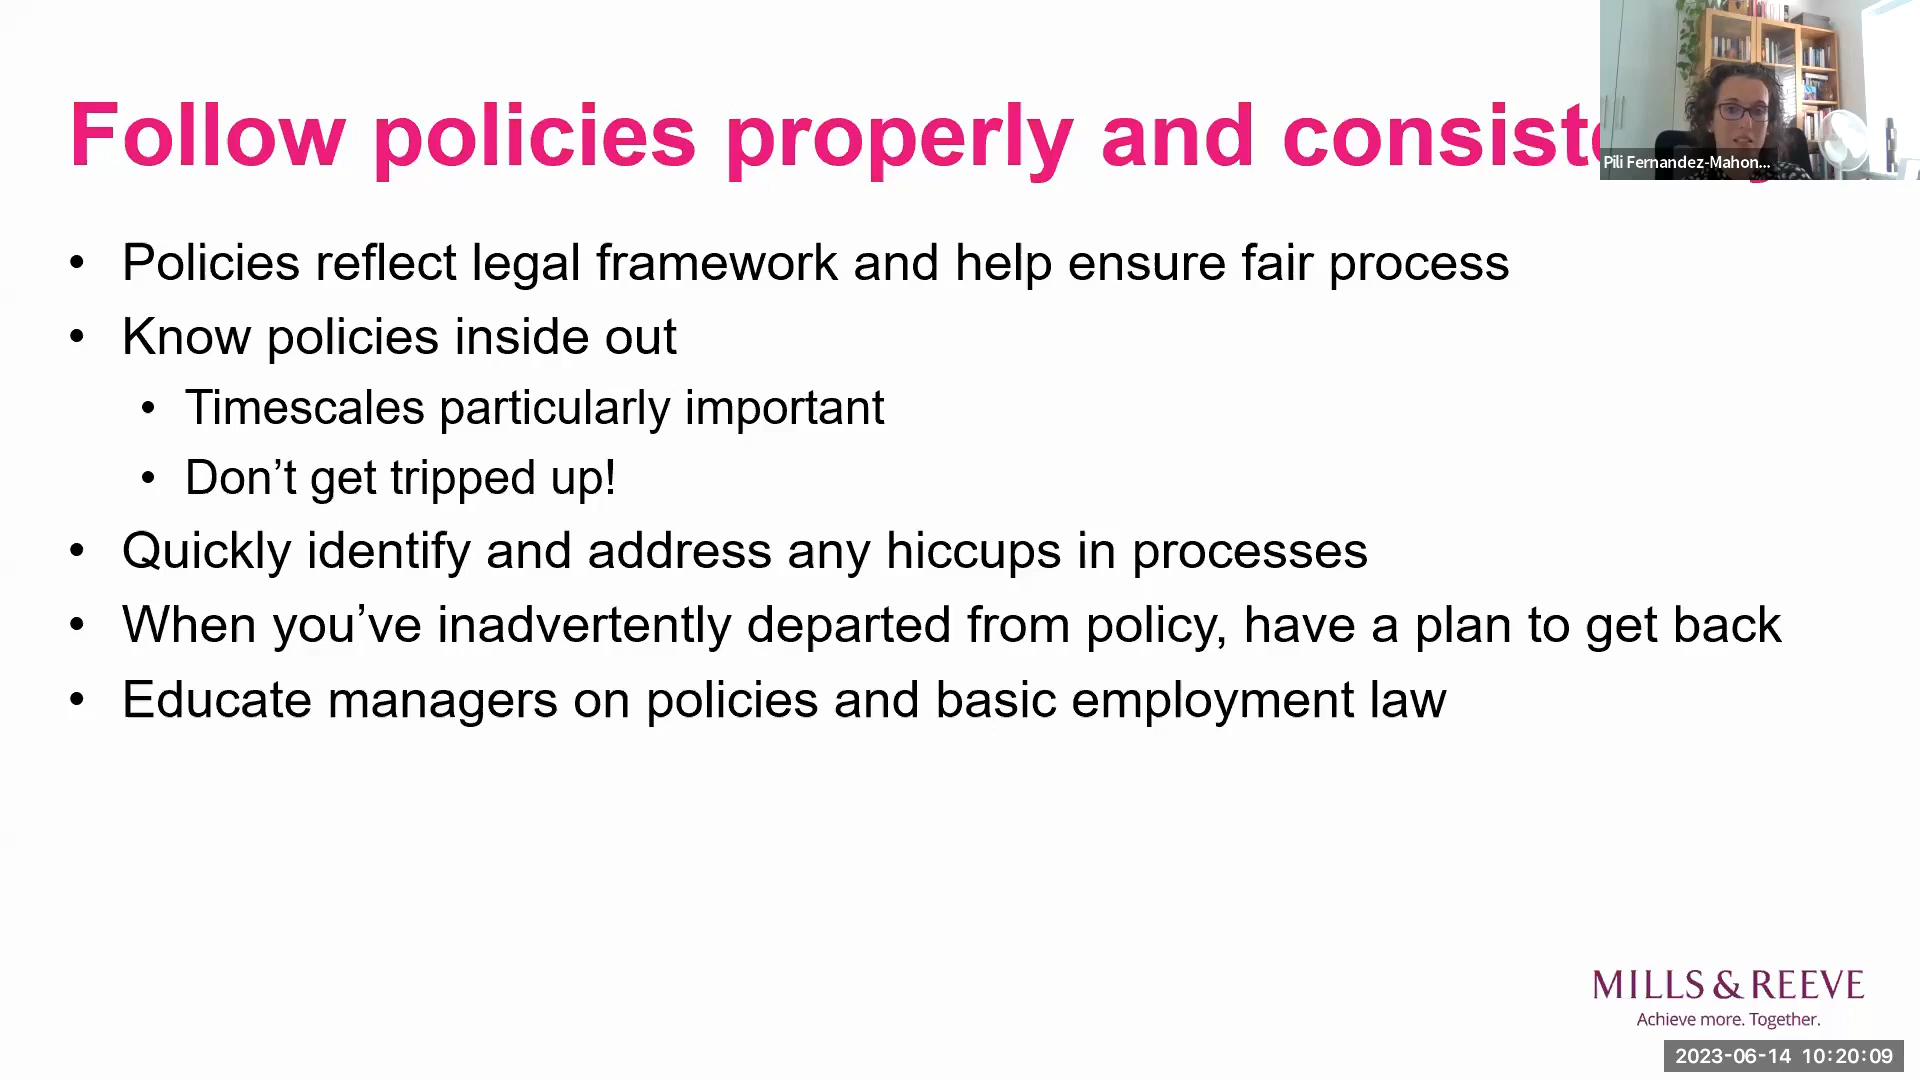 Follow policies properly and
Pili Fernandez-Mahon...
• Policies reflect legal framework and help ensure fair process
• Know policies inside out
• Timescales particularly important
• Don’t get tripped up!
• Quickly identify and address any hiccups in processes
• When you’ve inadvertently departed from policy, have a plan to get back
• Educate managers on policies and basic employment law
MILLS & REEVE
Achieve more. Together.
2023-06-14 10:20:09